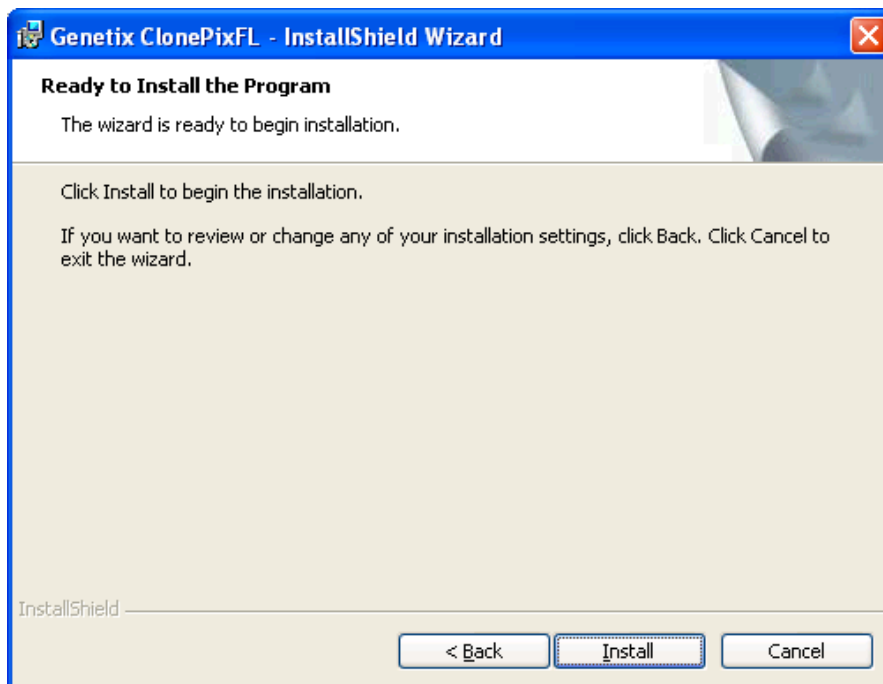 Genetix ClonePixFL - InstallShield Wizard
Ready to Install the Program
The wizard is ready to begin installation.
Click Install to begin the installation.
If you want to review or change any of your installation settings, click Back. Click Cancel to
exit the wizard.
InstallShield
< Back
Install
Cancel